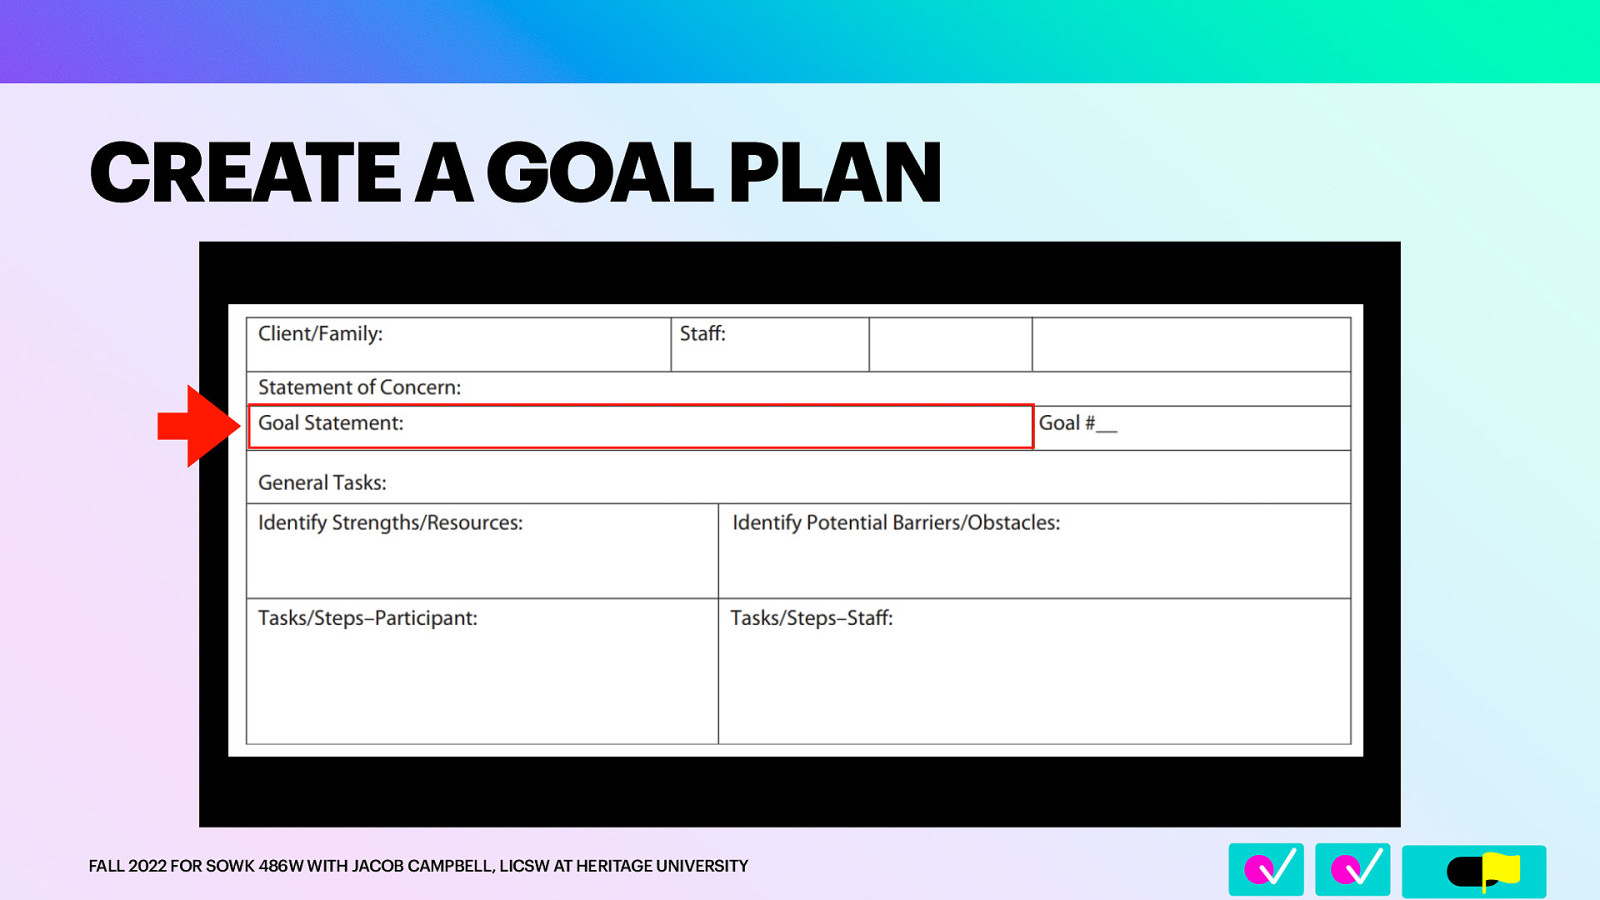 CREATE A GOAL PLAN
Client/Family:
Staff:
Statement of Concern:
Goal Statement:
Goal #__
General Tasks:
Identify Strengths/Resources:
Identify Potential Barriers/Obstacles:
Tasks/Steps–Participant:
Tasks/Steps–Staff:
FALL 2022 FOR SOWK 486W WITH JACOB CAMPBELL, LICSW AT HERITAGE UNIVERSITY